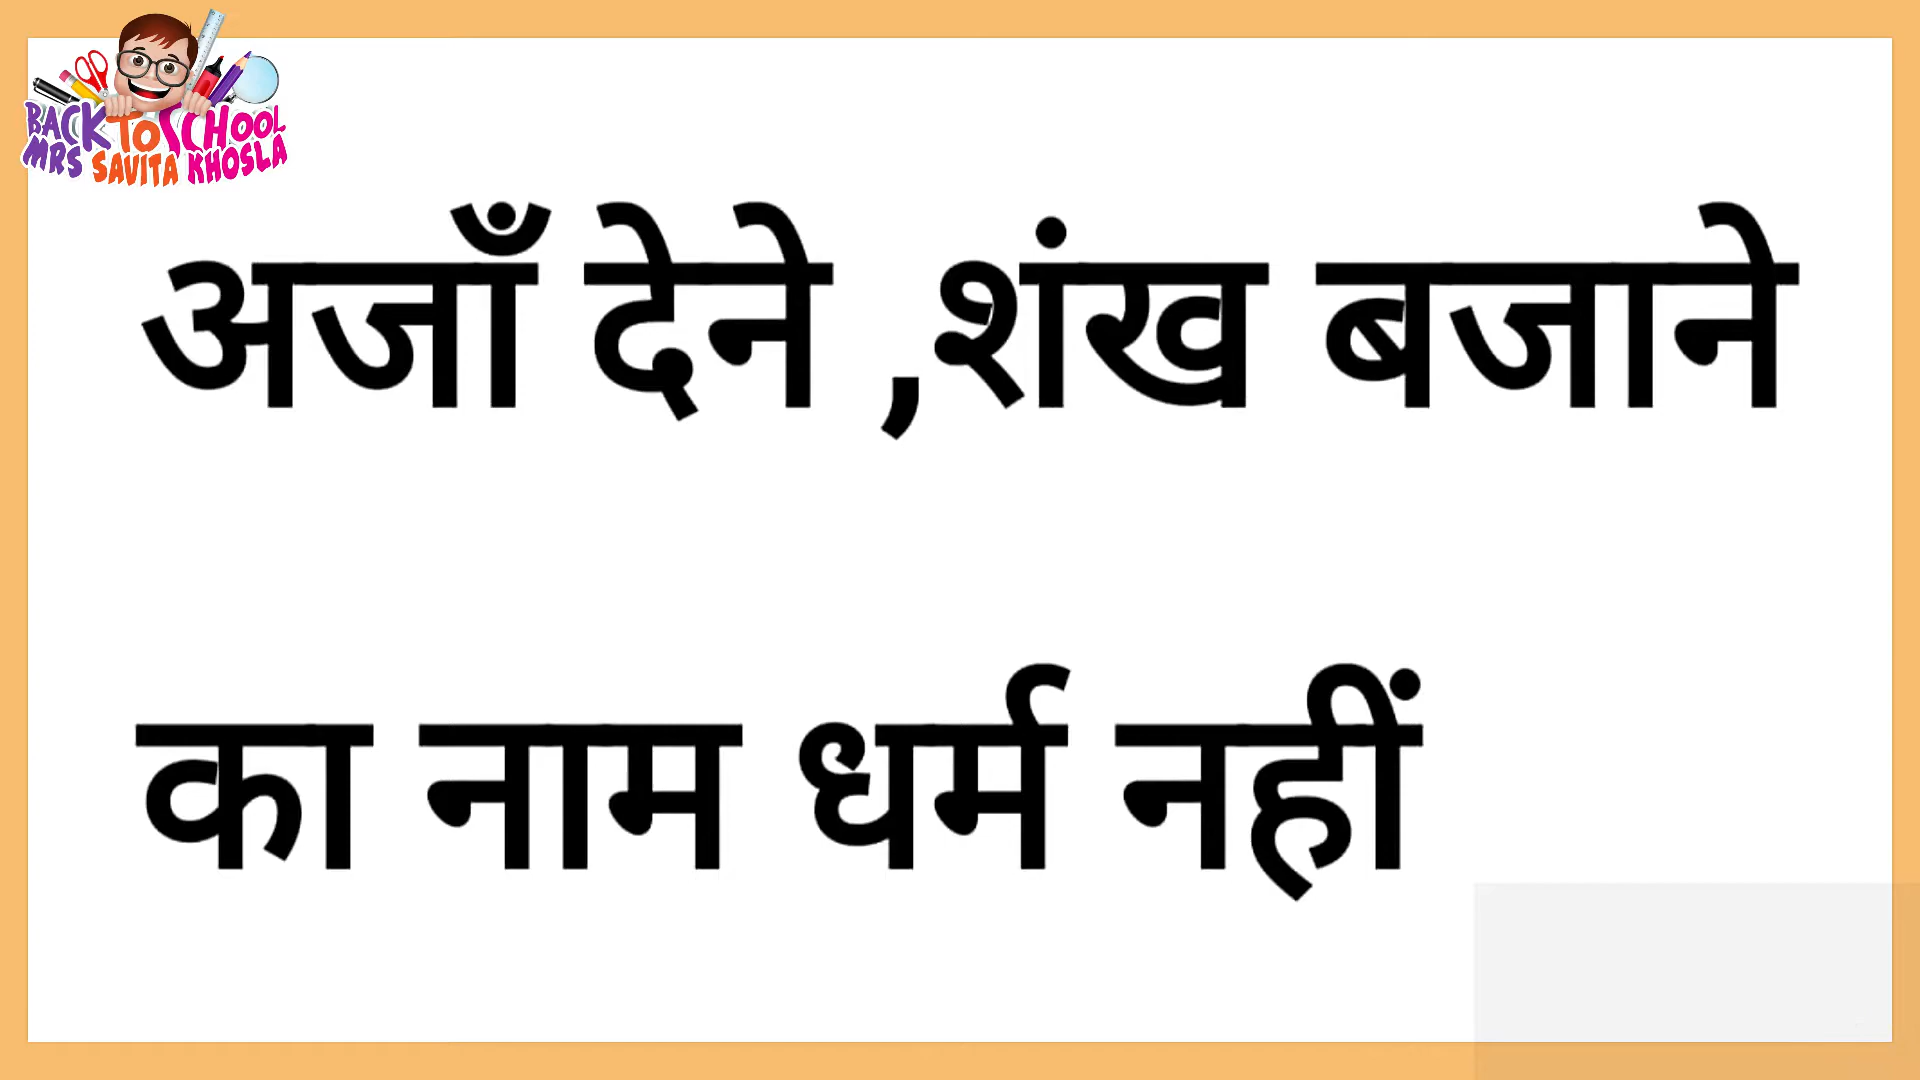 BACK TO SCHOOL
MRS SAVITA KHOSLA
अजाँ देने ,शंख बजाने
का नाम धर्म नहीं